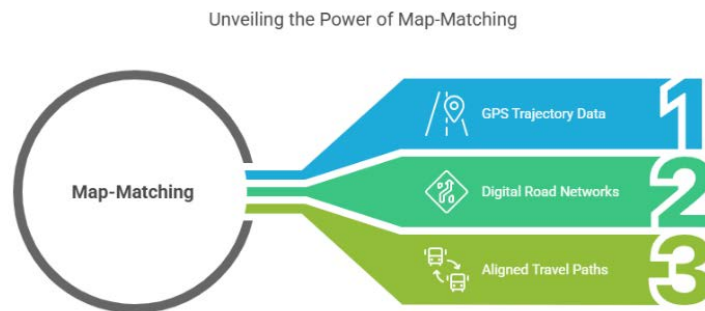 Unveiling the Power of Map-Matching
Map-Matching
GPS Trajectory Data
1
Digital Road Networks
2
Aligned Travel Paths
3